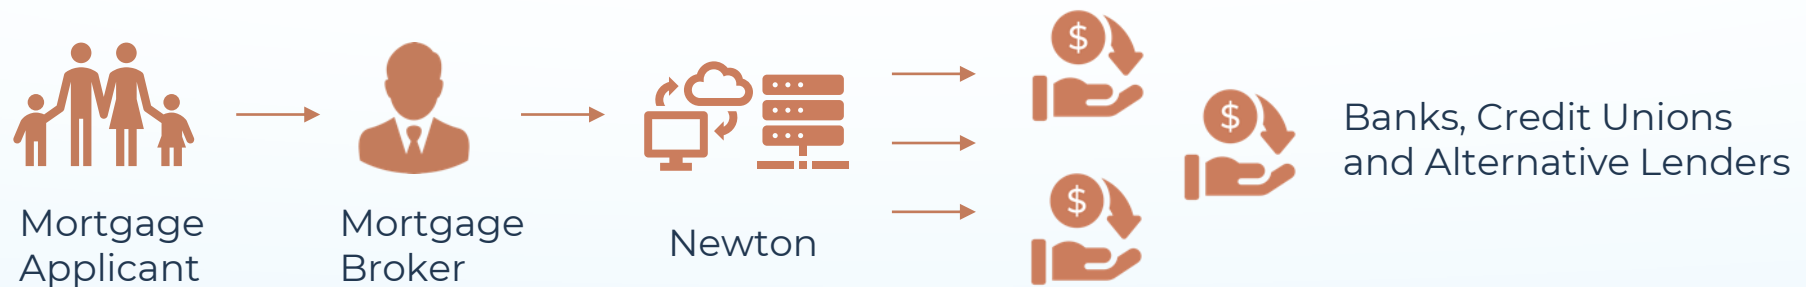 Mortgage
Applicant
Mortgage
Broker
Newton
$
$
$
Banks, Credit Unions
and Alternative Lenders